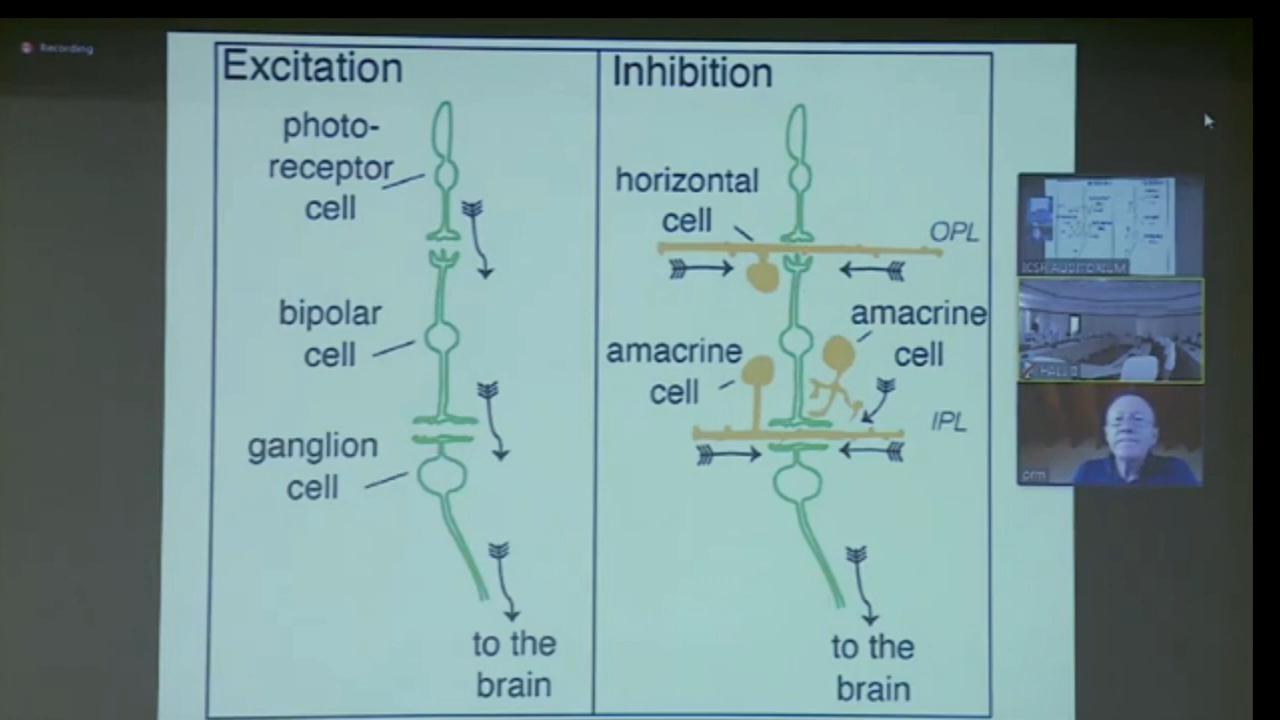 Recording
Excitation
photo-
receptor
cell
bipolar
cell
ganglion
cell
to the
brain
Inhibition
horizontal
cell
OPL
amacrine
cell
amacrine
cell
IPL
to the
brain